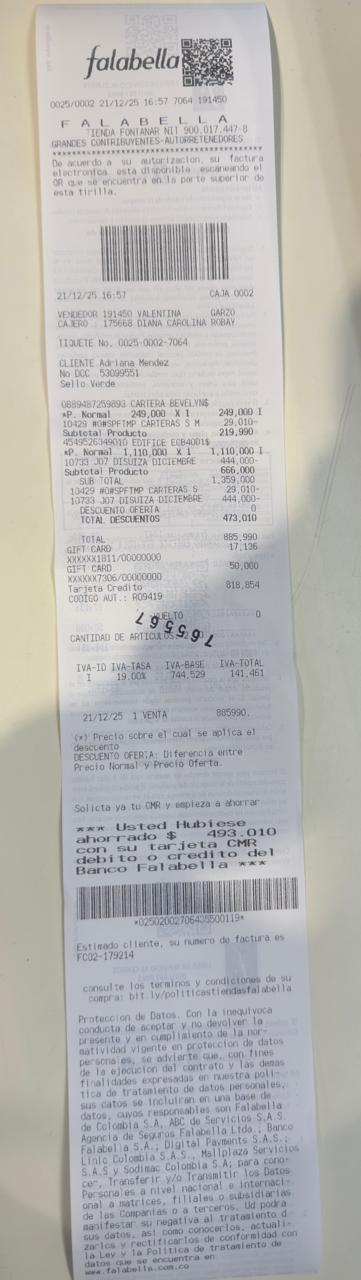 falabella
0025/0002 21/12/25 16:57 7064 191450
F A L A B E L L A
TIENDA FONTANAR NIT 900.017.447-8
GRANDES CONTRIBUYENTES-AUTORRETENEDORES
****************************************
De acuerdo a su autorizacion, su factura
electronica esta disponible escaneando el
QR que se encuentra en la parte superior de
esta tirilla.
21/12/25 16:57 CAJA 0002
VENDEDOR 191450 VALENTINA GARZO
CAJERO 175668 DIANA CAROLINA ROBAY
TIQUETE No. 0025-0002-7064
CLIENTE Adriana Mendez
No DOC 53099551
Sello Verde
0889487259893 CARTERA BEVELYN$
*P. Normal 249,000 X 1 249,000 I
10429 #O#SPFTMP CARTERAS S M 29,010-
Subtotal Producto 219,990
4549526349010 EDIFICE ECB40D1$
*P. Normal 1,110,000 X 1 1,110,000 I
10733 J07 DISUIZA DICIEMBRE 444,000-
Subtotal Producto 666,000
SUB TOTAL 1,359,000
10429 #O#SPFTMP CARTERAS S 29,010-
10733 J07 DISUIZA DICIEMBRE 444,000-
DESCUENTO OFERTA 0
TOTAL DESCUENTOS 473,010
TOTAL 885,990
GIFT CARD 17,136
XXXXXX1811/00000000
GIFT CARD 50,000
XXXXXX7306/00000000
Tarjeta Credito 818,854
CODIGO AUT.: R09419
VUELTO 0
76567
CANTIDAD DE ARTICULOS:
IVA-ID IVA-TASA IVA-BASE IVA-TOTAL
I 19.00% 744,529 141,461
21/12/25 1 VENTA 885990.
(*) Precio sobre el cual se aplica el
descuento
DESCUENTO OFERTA: Diferencia entre
Precio Normal y Precio Oferta.
Solicta ya tu CMR y empieza a ahorrar
*** Usted Hubiese
ahorrado $ 493.010
con su tarjeta CMR
debito o credito del
Banco Falabella ***
*02502002706435500119*
Estimado cliente, su numero de factura es
FC02-179214
consulte los terminos y condiciones de su
compra: bit.ly/politicastiendasfalabella
Proteccion de Datos. Con la inequivoca
conducta de aceptar y no devolver la
presente y en cumplimiento de la nor-
matividad vigente en proteccion de datos
personales, se advierte que, con fines
de la ejecucion del contrato y las demas
finalidades expresadas en nuestra poli-
tica de tratamiento de datos personales,
sus datos se incluiran en una base de
datos, cuyos responsables son Falabella
de Colombia S.A, ABC de Servicios S.A.S
Agencia de Seguros Falabella Ltda.; Banco
Falabella S.A.; Digital Payments S.A.S.;
Linio Colombia S.A.S., Mallplaza Servicios
S.A.S y Sodimac Colombia S.A; para cono-
cer, Transferir y/o Transmitir los Datos
Personales a nivel nacional e internaci-
onal a matrices, filiales o subsidiarias
de las Companias o a terceros. Ud podra
manifestar su negativa al tratamiento d
sus datos, asi como conocerlos, actuali-
zarlos y rectificarlos de conformidad con
la Ley y la Politica de tratamiento de
datos que se encuentra en
www.falabella.com.co